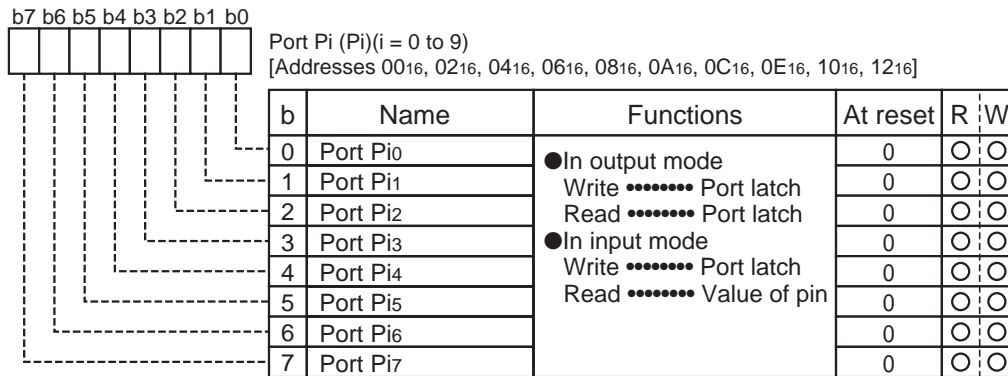 b7 b6 b5 b4 b3 b2 b1 b0
Port Pi (Pi)(i = 0 to 9)
[Addresses 0016, 0216, 0416, 0616, 0816, 0A16, 0C16, 0E16, 1016, 1216]
b Name Functions At reset R W
0 Port Pi0 0 ○ ○
1 Port Pi1 0 ○ ○
2 Port Pi2 0 ○ ○
3 Port Pi3 0 ○ ○
4 Port Pi4 0 ○ ○
5 Port Pi5 0 ○ ○
6 Port Pi6 0 ○ ○
7 Port Pi7 0 ○ ○
●In output mode
Write •••••••• Port latch
Read •••••••• Port latch
●In input mode
Write •••••••• Port latch
Read •••••••• Value of pin